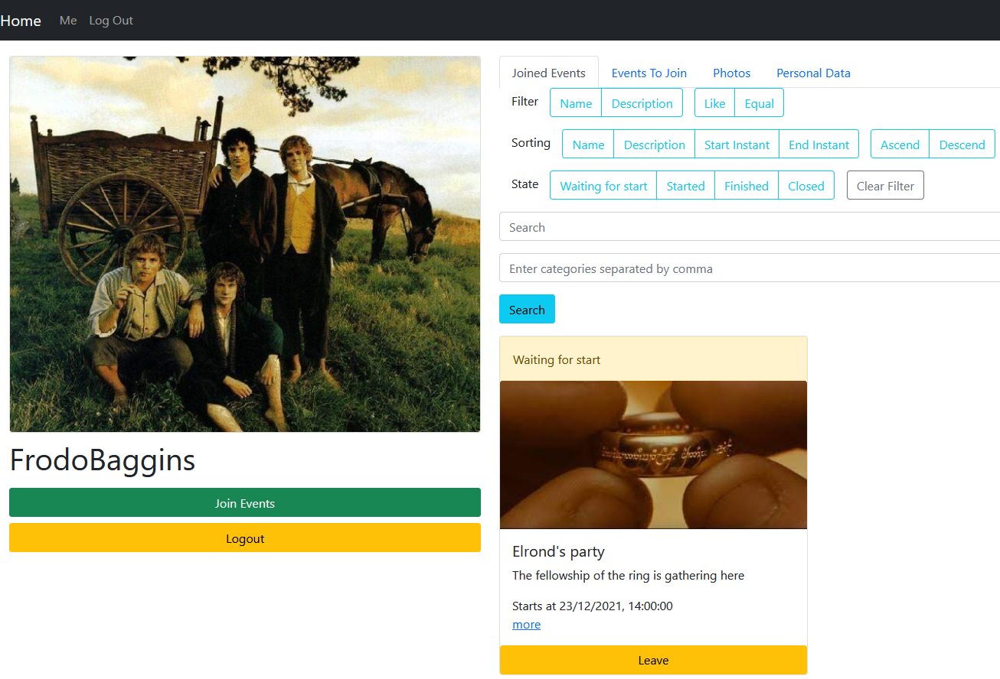 Home Me Log Out
FrodoBaggins
Join Events
Logout
Joined Events Events To Join Photos Personal Data
Filter Name Description Like Equal
Sorting Name Description Start Instant End Instant Ascend Descend
State Waiting for start Started Finished Closed Clear Filter
Search
Enter categories separated by comma
Search
Waiting for start
Elrond's party
The fellowship of the ring is gathering here
Starts at 23/12/2021, 14:00:00
more
Leave